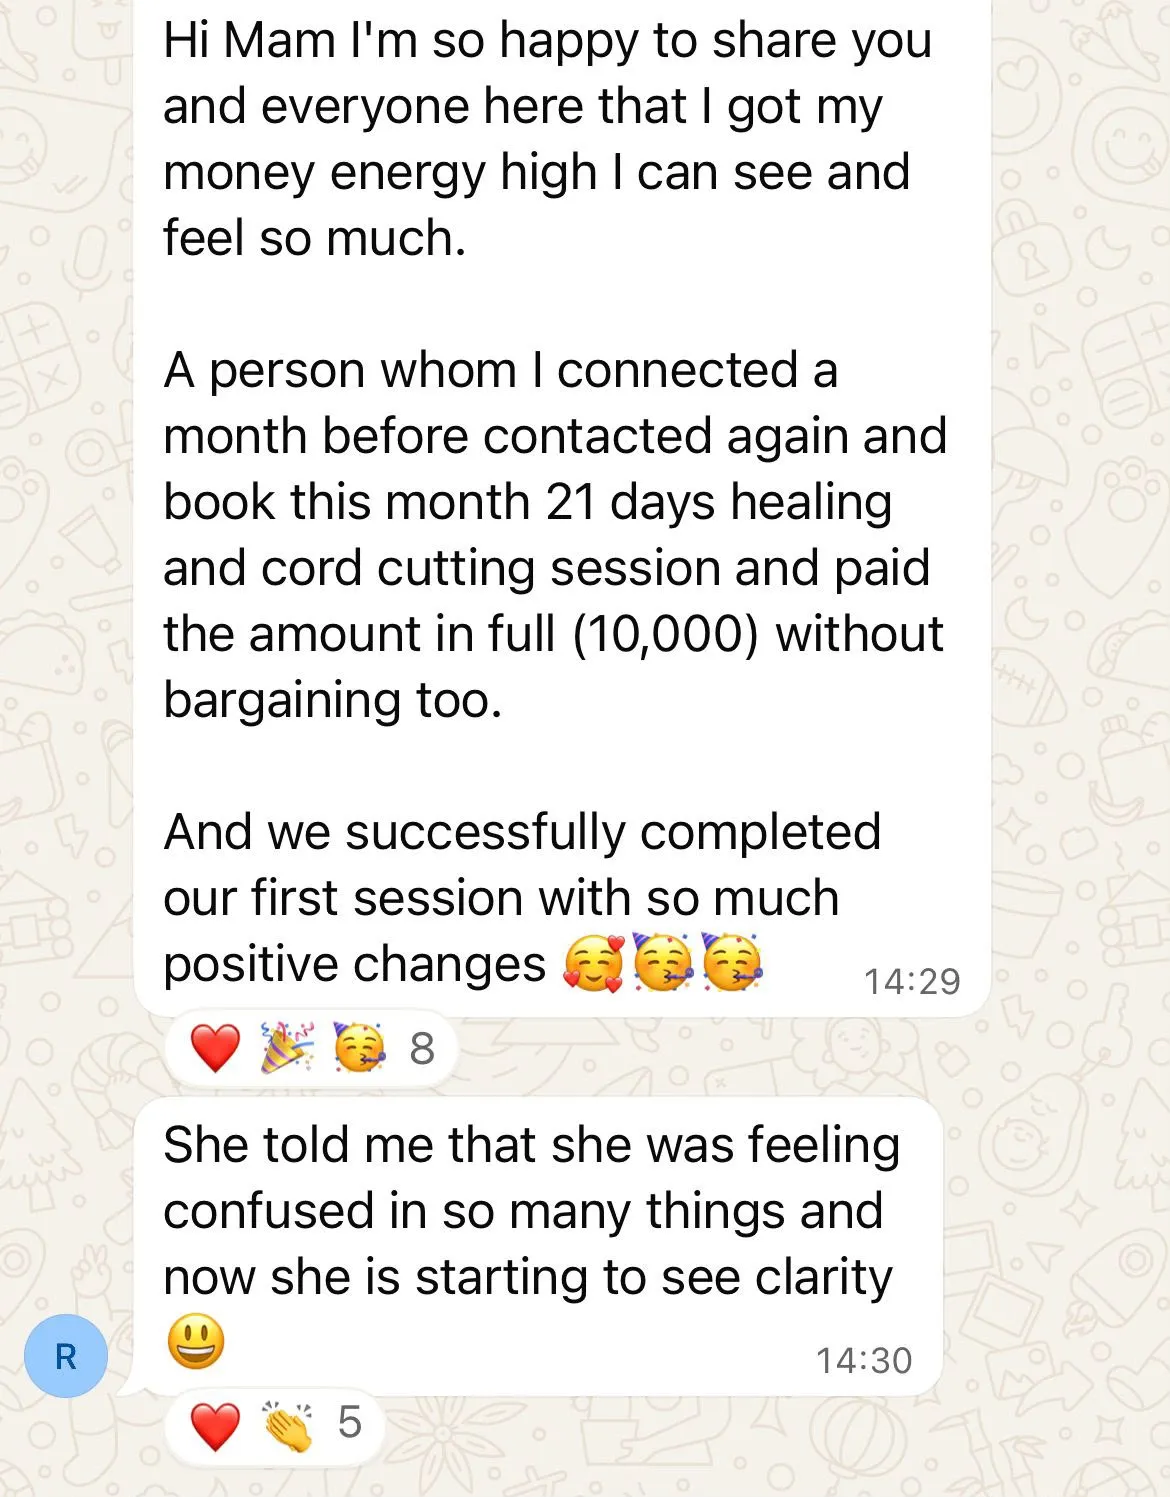 Hi Mam I'm so happy to share you
and everyone here that I got my
money energy high I can see and
feel so much.
A person whom I connected a
month before contacted again and
book this month 21 days healing
and cord cutting session and paid
the amount in full (10,000) without
bargaining too.
And we successfully completed
our first session with so much
positive changes 🥰🥳🥳 14:29
❤️ 🎉 🥳 8
She told me that she was feeling
confused in so many things and
now she is starting to see clarity
😃
R 14:30
❤️ 👏 5